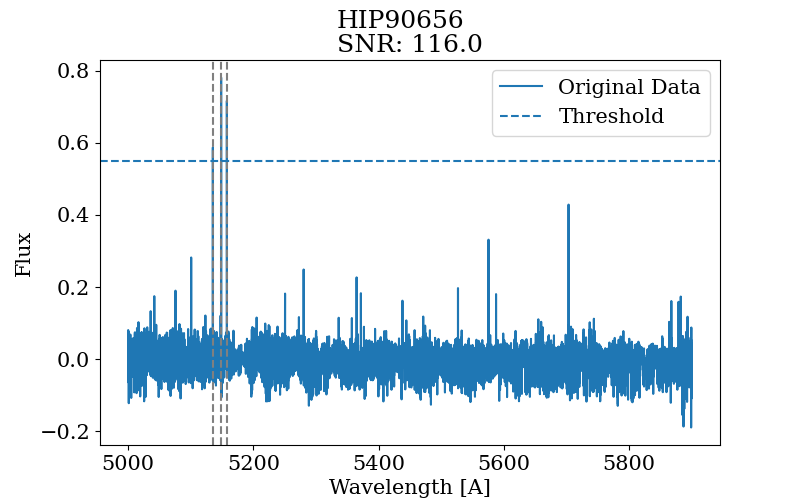 HIP90656
SNR: 116.0
Original Data
Threshold
Flux
0.8
0.6
0.4
0.2
0.0
−0.2
5000 5200 5400 5600 5800
Wavelength [A]